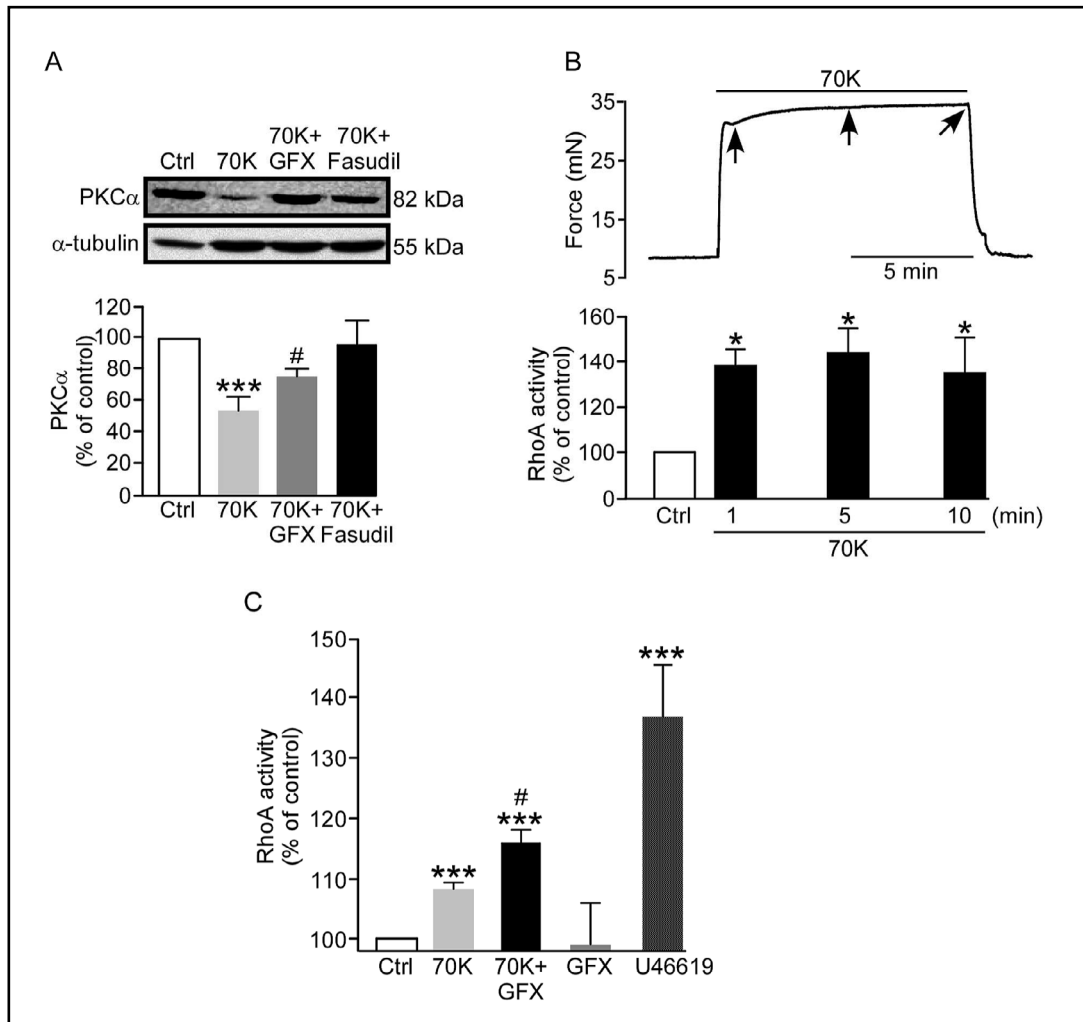 A
70K+ 70K+
Ctrl 70K GFX Fasudil
PKCα 82 kDa
α-tubulin 55 kDa
PKCα
(% of control)
120
100
80
60
40
20
0
***
#
Ctrl 70K 70K+ 70K+
GFX Fasudil
B
70K
Force (mN)
35
25
15
5
5 min
RhoA activity
(% of control)
160
140
100
0
* * *
Ctrl 1 5 10 (min)
70K
C
RhoA activity
(% of control)
150
140
130
120
110
100
***
#
***
***
Ctrl 70K 70K+ GFX U46619
GFX